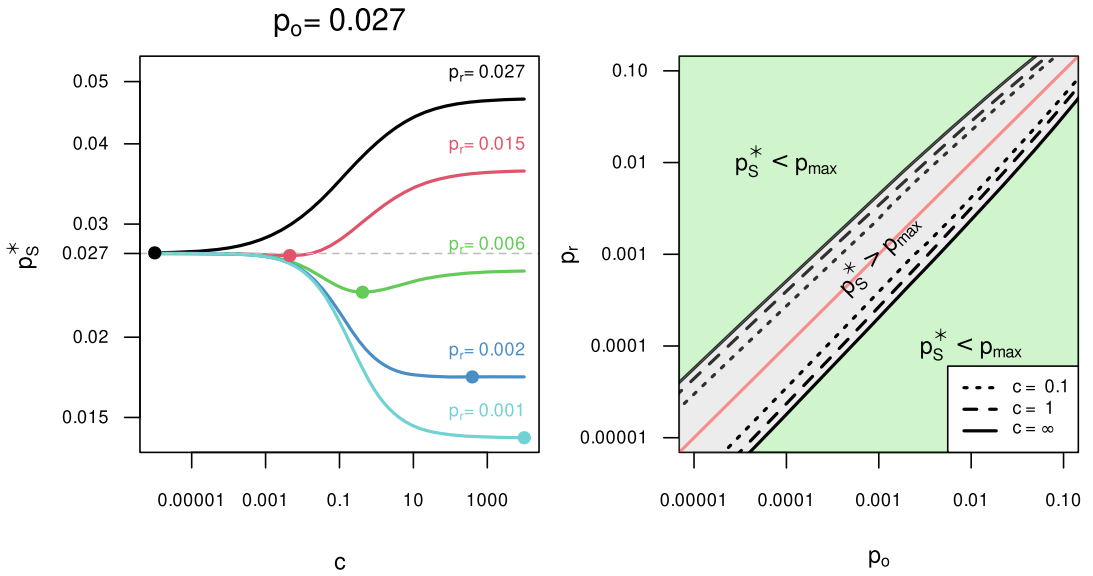 pₒ= 0.027
p*S
0.05
0.04
0.03
0.027
0.02
0.015
pᵣ= 0.027
pᵣ= 0.015
pᵣ= 0.006
pᵣ= 0.002
pᵣ= 0.001
0.00001
0.001
0.1
10
1000
c
pᵣ
0.10
0.01
0.001
0.0001
0.00001
p*S < pmax
p*S > pmax
p*S < pmax
c = 0.1
c = 1
c = ∞
0.00001
0.0001
0.001
0.01
0.10
pₒ